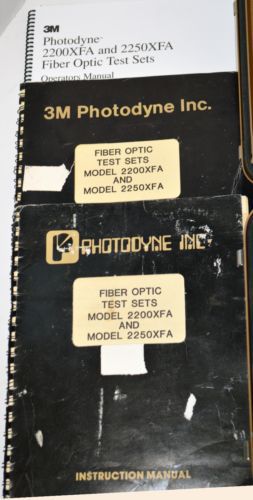 3M
Photodyne™
2200XFA and 2250XFA
Fiber Optic Test Sets
Operators Manual
3M Photodyne Inc.
FIBER OPTIC
TEST SETS
MODEL 2200XFA
AND
MODEL 2250XFA
PHOTODYNE INC
FIBER OPTIC
TEST SETS
MODEL 2200XFA
AND
MODEL 2250XFA
INSTRUCTION MANUAL